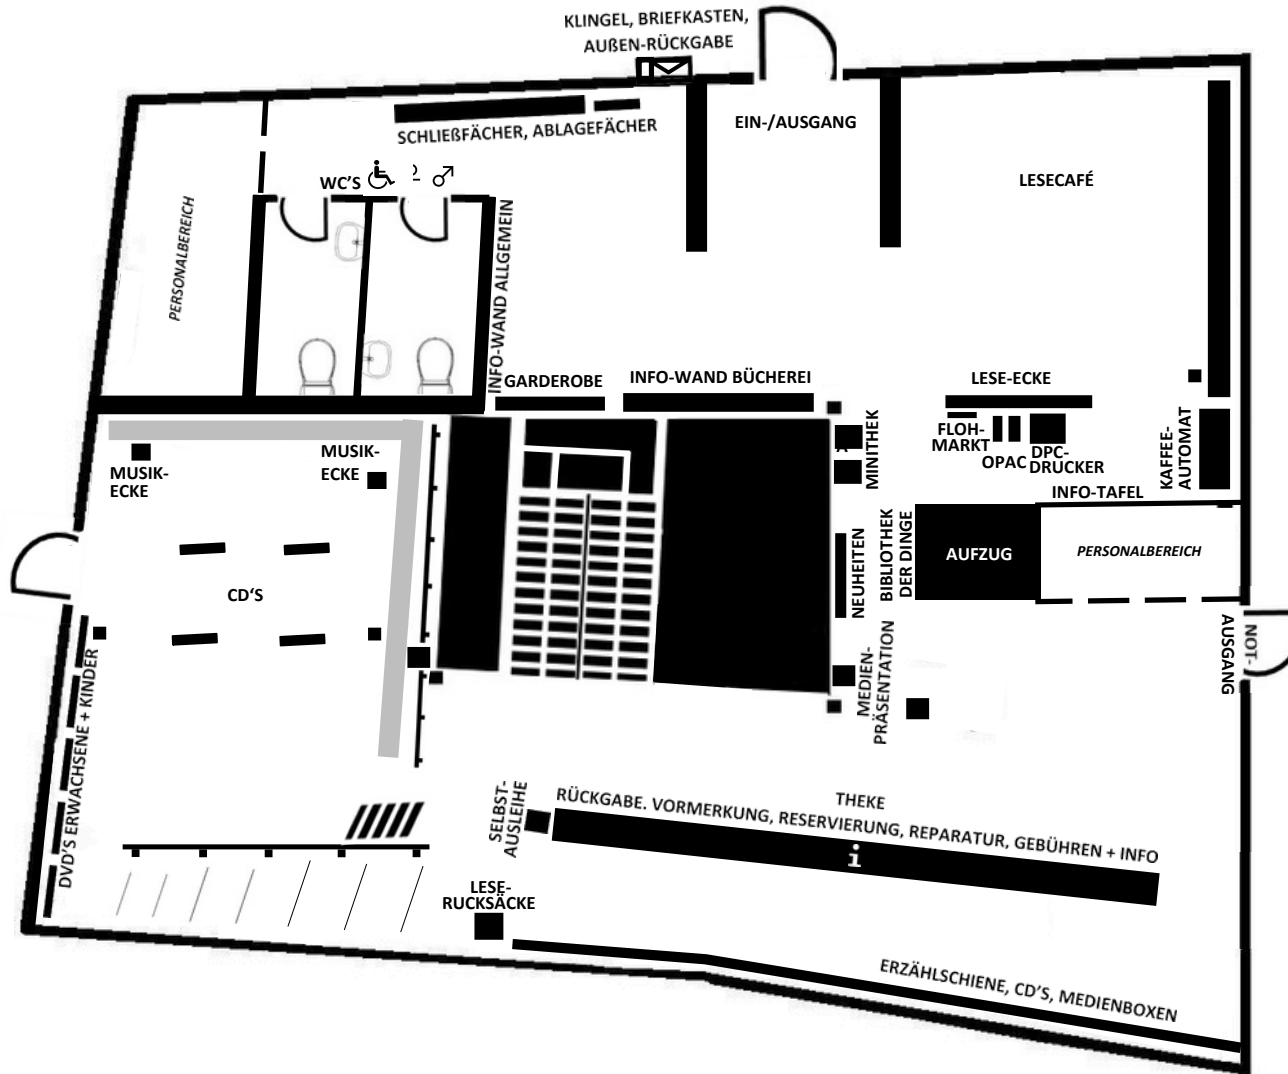 KLINGEL, BRIEFKASTEN,
AUßEN-RÜCKGABE
EIN-/AUSGANG
SCHLIEßFÄCHER, ABLAGEFÄCHER
LESECAFÉ
WC'S
PERSONALBEREICH
INFO-WAND ALLGEMEIN
GARDEROBE
INFO-WAND BÜCHEREI
LESE-ECKE
MINITHEK
FLOH-
MARKT
OPAC
DPC-
DRUCKER
KAFFEE-
AUTOMAT
INFO-TAFEL
MUSIK-
ECKE
MUSIK-
ECKE
NEUHEITEN
BIBLIOTHEK
DER DINGE
AUFZUG
PERSONALBEREICH
CD‘S
NOT-
AUSGANG
MEDIEN-
PRÄSENTATION
DVD'S ERWACHSENE + KINDER
SELBST-
AUSLEIHE
THEKE
RÜCKGABE. VORMERKUNG, RESERVIERUNG, REPARATUR, GEBÜHREN + INFO
i
LESE-
RUCKSÄCKE
ERZÄHLSCHIENE, CD'S, MEDIENBOXEN